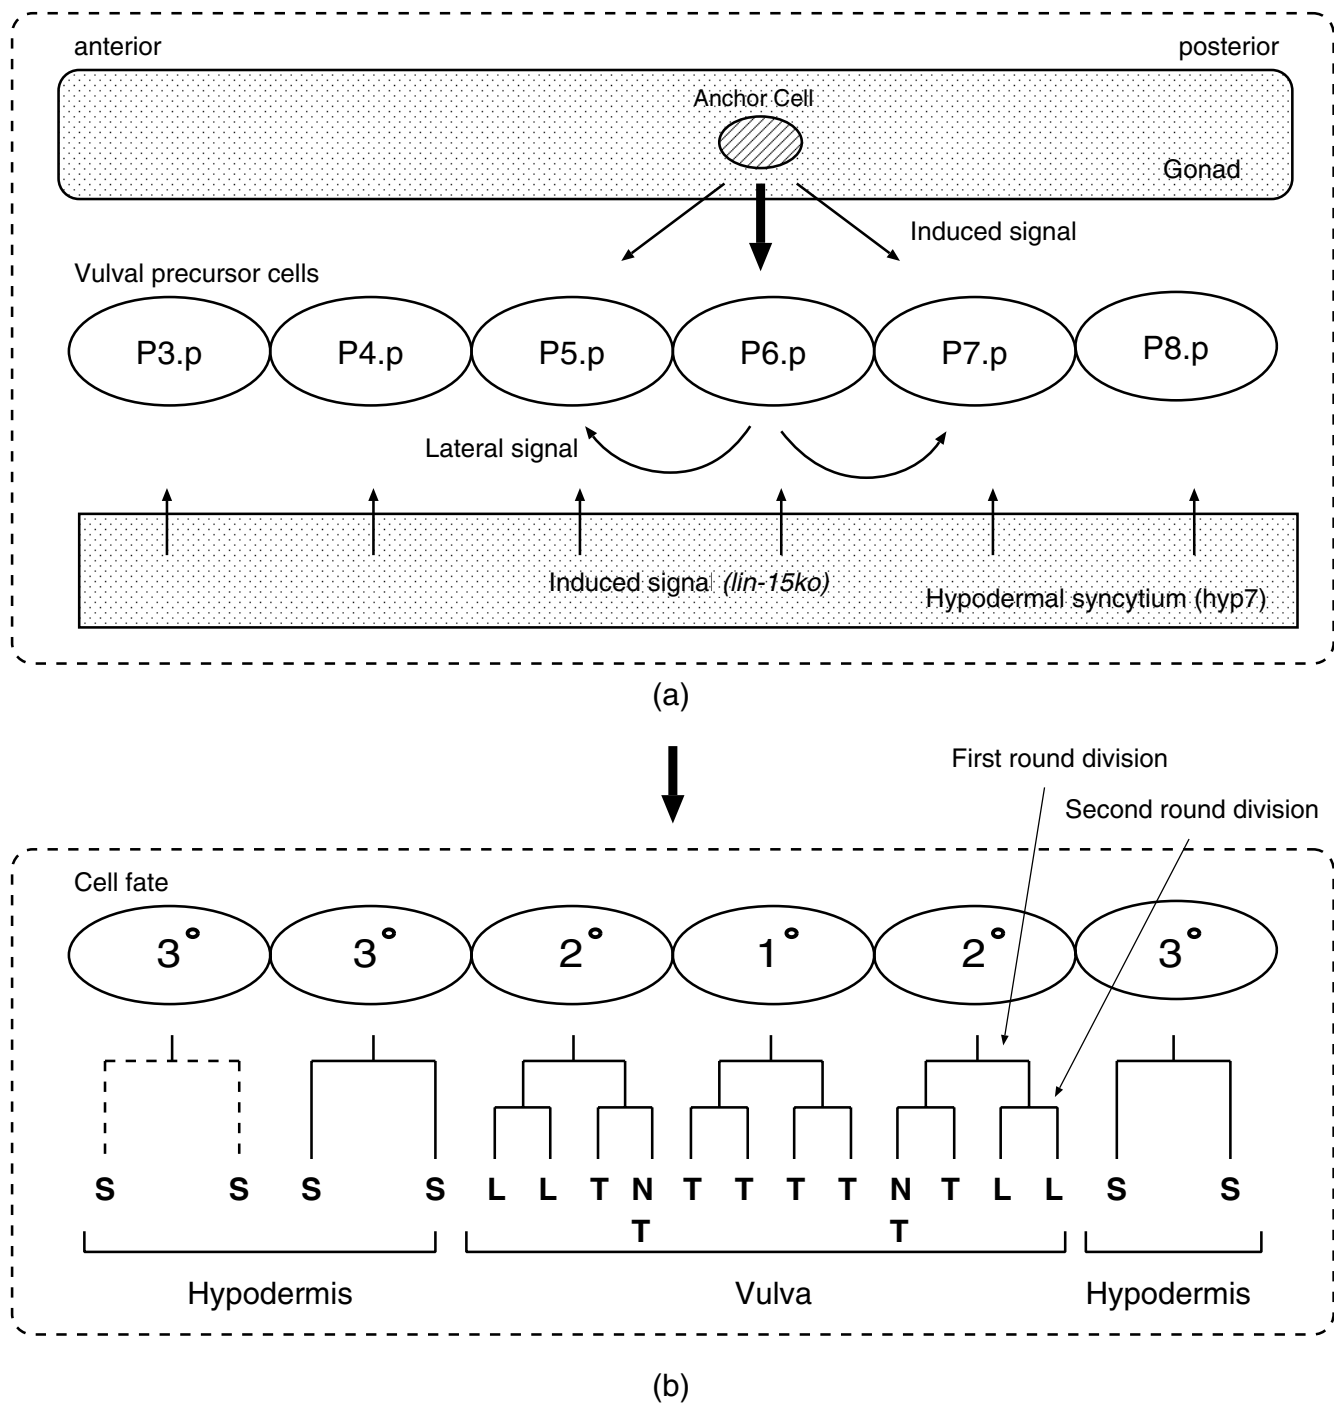 anterior posterior
Anchor Cell
Gonad
Induced signal
Vulval precursor cells
P3.p P4.p P5.p P6.p P7.p P8.p
Lateral signal
Induced signal (lin-15ko)
Hypodermal syncytium (hyp7)
(a)
First round division
Second round division
Cell fate
3° 3° 2° 1° 2° 3°
S S S S L L T N T T T T N T L L S S
T T
Hypodermis Vulva Hypodermis
(b)